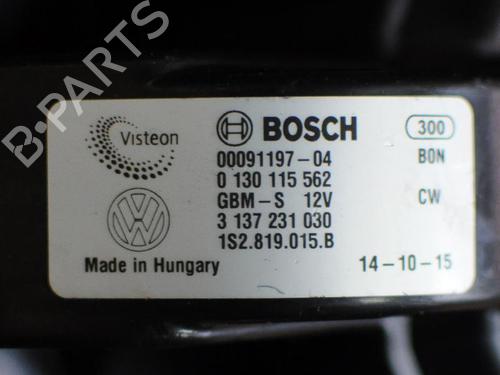 Visteon
BOSCH
300
00091197-04
BON
0 130 115 562
GBM-S 12V
CW
3 137 231 030
1S2.819.015.B
Made in Hungary
14-10-15
B-PARTS